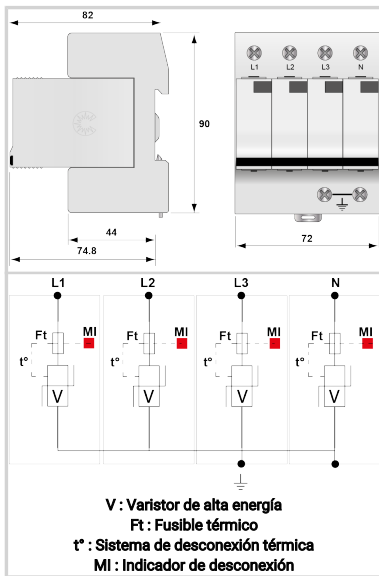 82
L1 L2 L3 N
90
44
74.8
72
L1 L2 L3 N
Ft MI Ft MI Ft MI Ft MI
t° t° t° t°
V V V V
V : Varistor de alta energía
Ft : Fusible térmico
t° : Sistema de desconexión térmica
MI : Indicador de desconexión